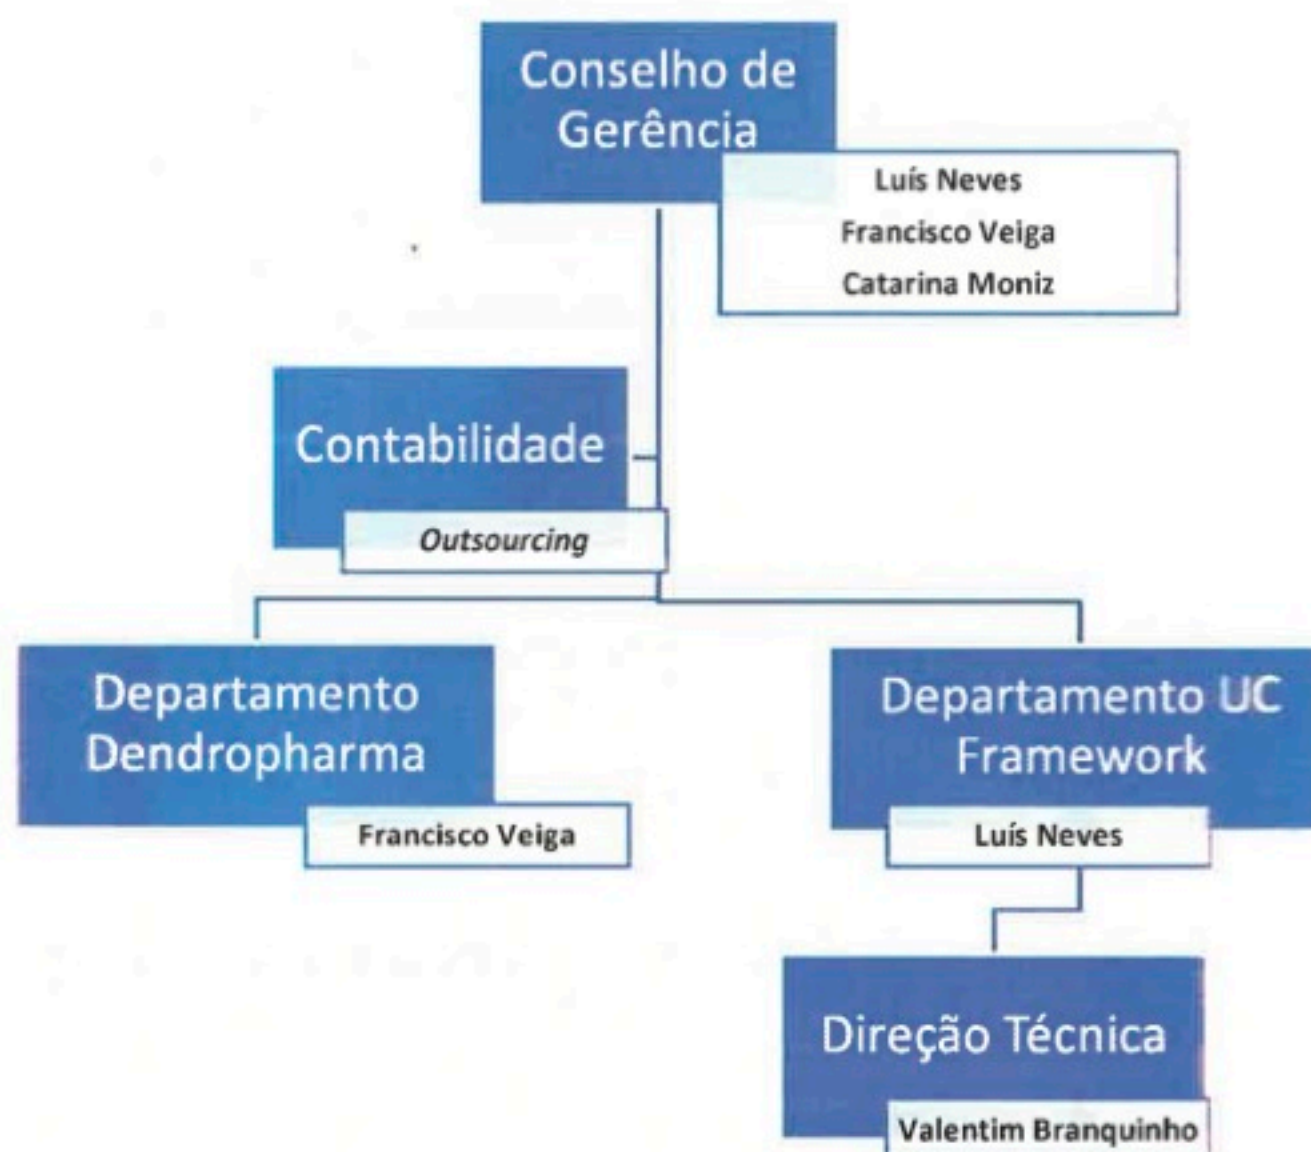 Conselho de
Gerência
Luís Neves
Francisco Veiga
Catarina Moniz
Contabilidade
Outsourcing
Departamento
Dendropharma
Francisco Veiga
Departamento UC
Framework
Luís Neves
Direção Técnica
Valentim Branquinho